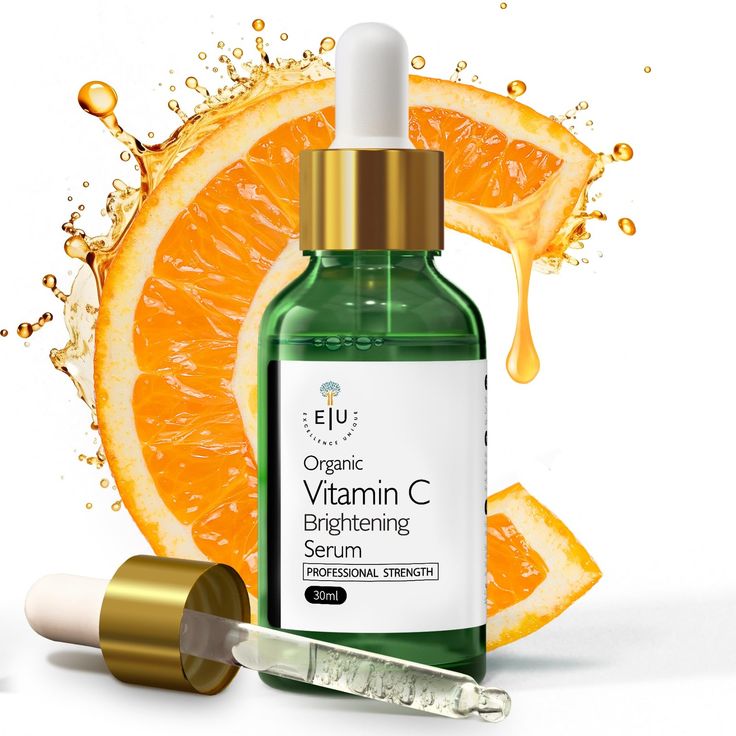 E|U
EXCELLENCE UNIQUE
Organic
Vitamin C
Brightening
Serum
PROFESSIONAL STRENGTH
30ml